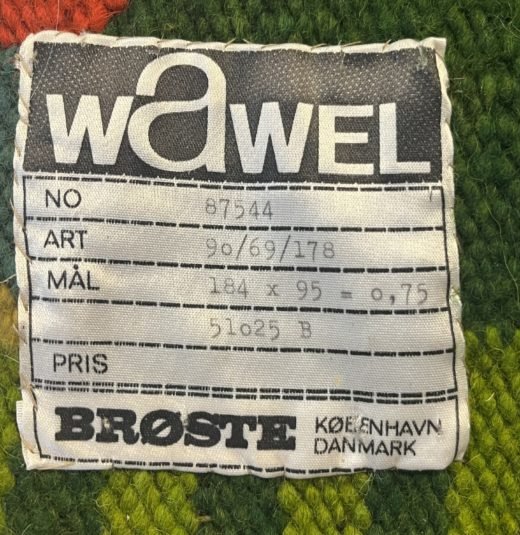 waWEL
NO 87544
ART 90/69/178
MÅL 184 x 95 = 0,75
51025 B
PRIS
BRØSTE KØBENHAVN
DANMARK